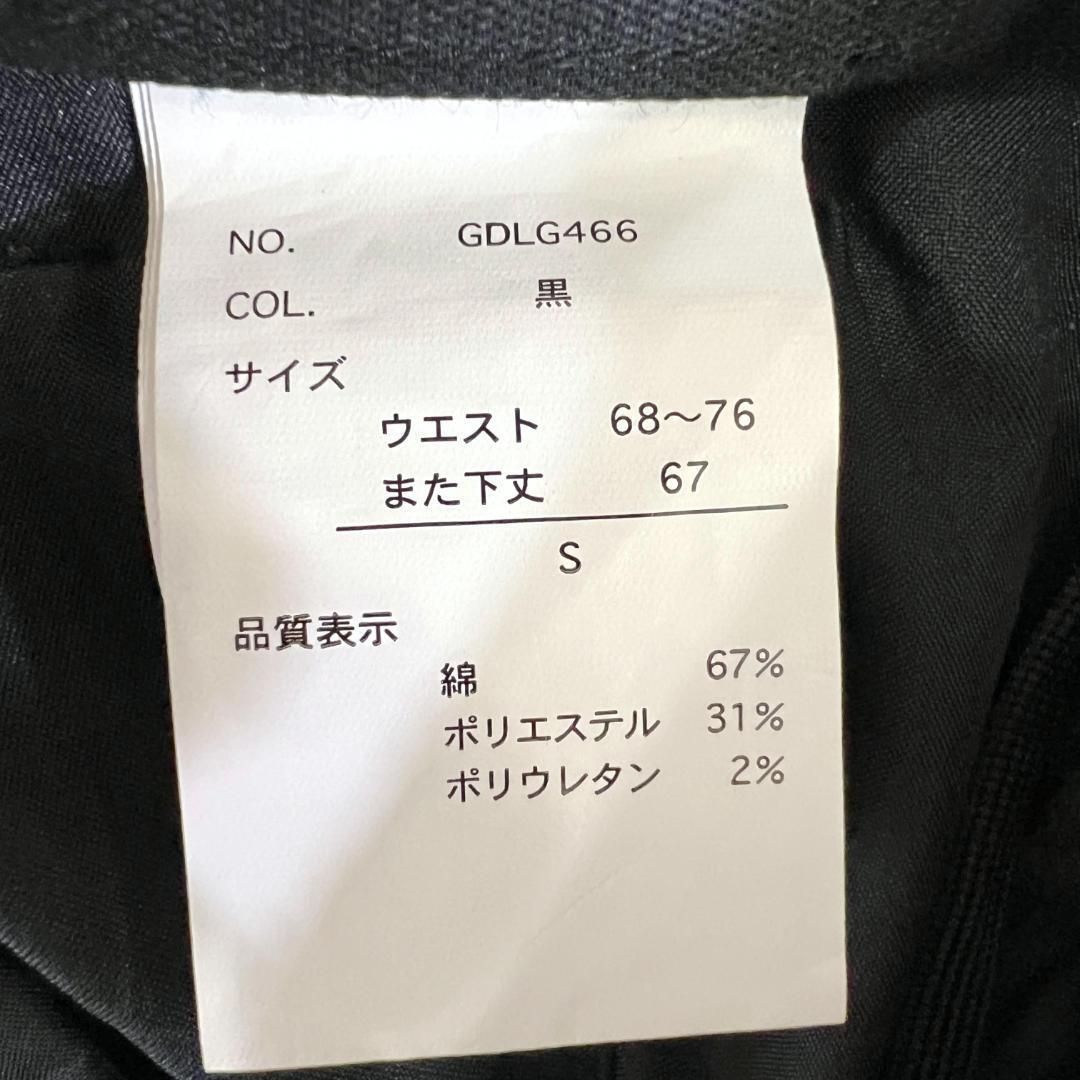 NO. GDLG466
COL. 黒
サイズ
ウエスト 68～76
また下丈 67
S
品質表示
綿 67%
ポリエステル 31%
ポリウレタン 2%